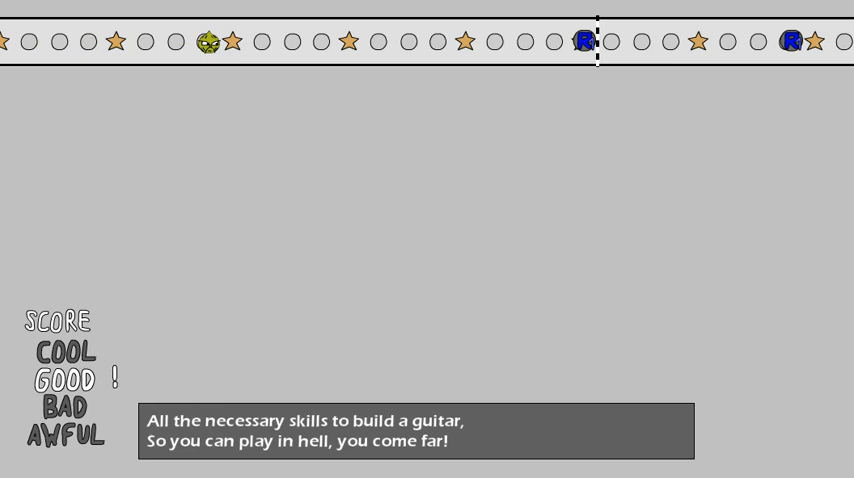 R R
SCORE
COOL
GOOD !
BAD
AWFUL
All the necessary skills to build a guitar,
So you can play in hell, you come far!